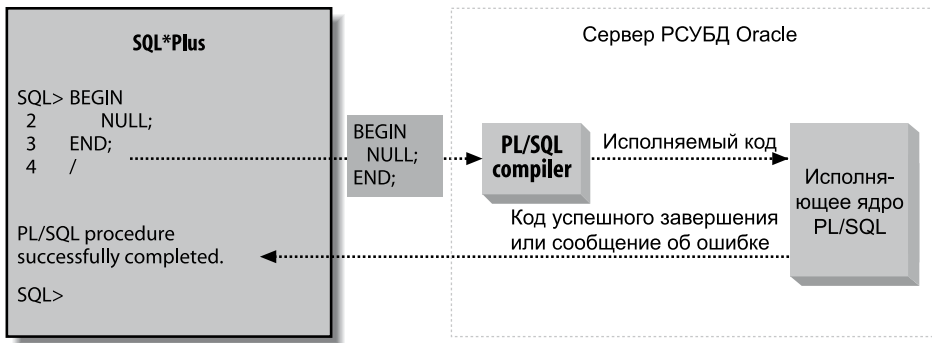 SQL*Plus
SQL> BEGIN
2 NULL;
3 END;
4 /
PL/SQL procedure
successfully completed.
SQL>
BEGIN
NULL;
END;
Сервер РСУБД Oracle
PL/SQL
compiler
Исполняемый код
Исполня-
ющее ядро
PL/SQL
Код успешного завершения
или сообщение об ошибке